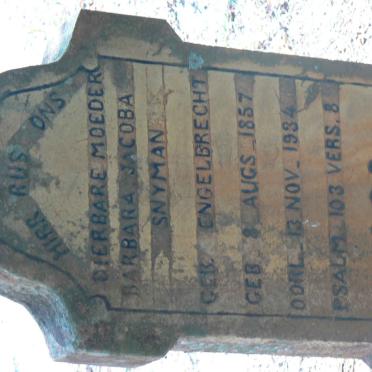 HIER RUS ONS
DIERBARE MOEDER
BARBARA JACOBA
SNYMAN
GEB. ENGELBRECHT
GEB. 8 AUGS. 1857
OORL. 13 NOV. 1934
PSALM 103 VERS. 8